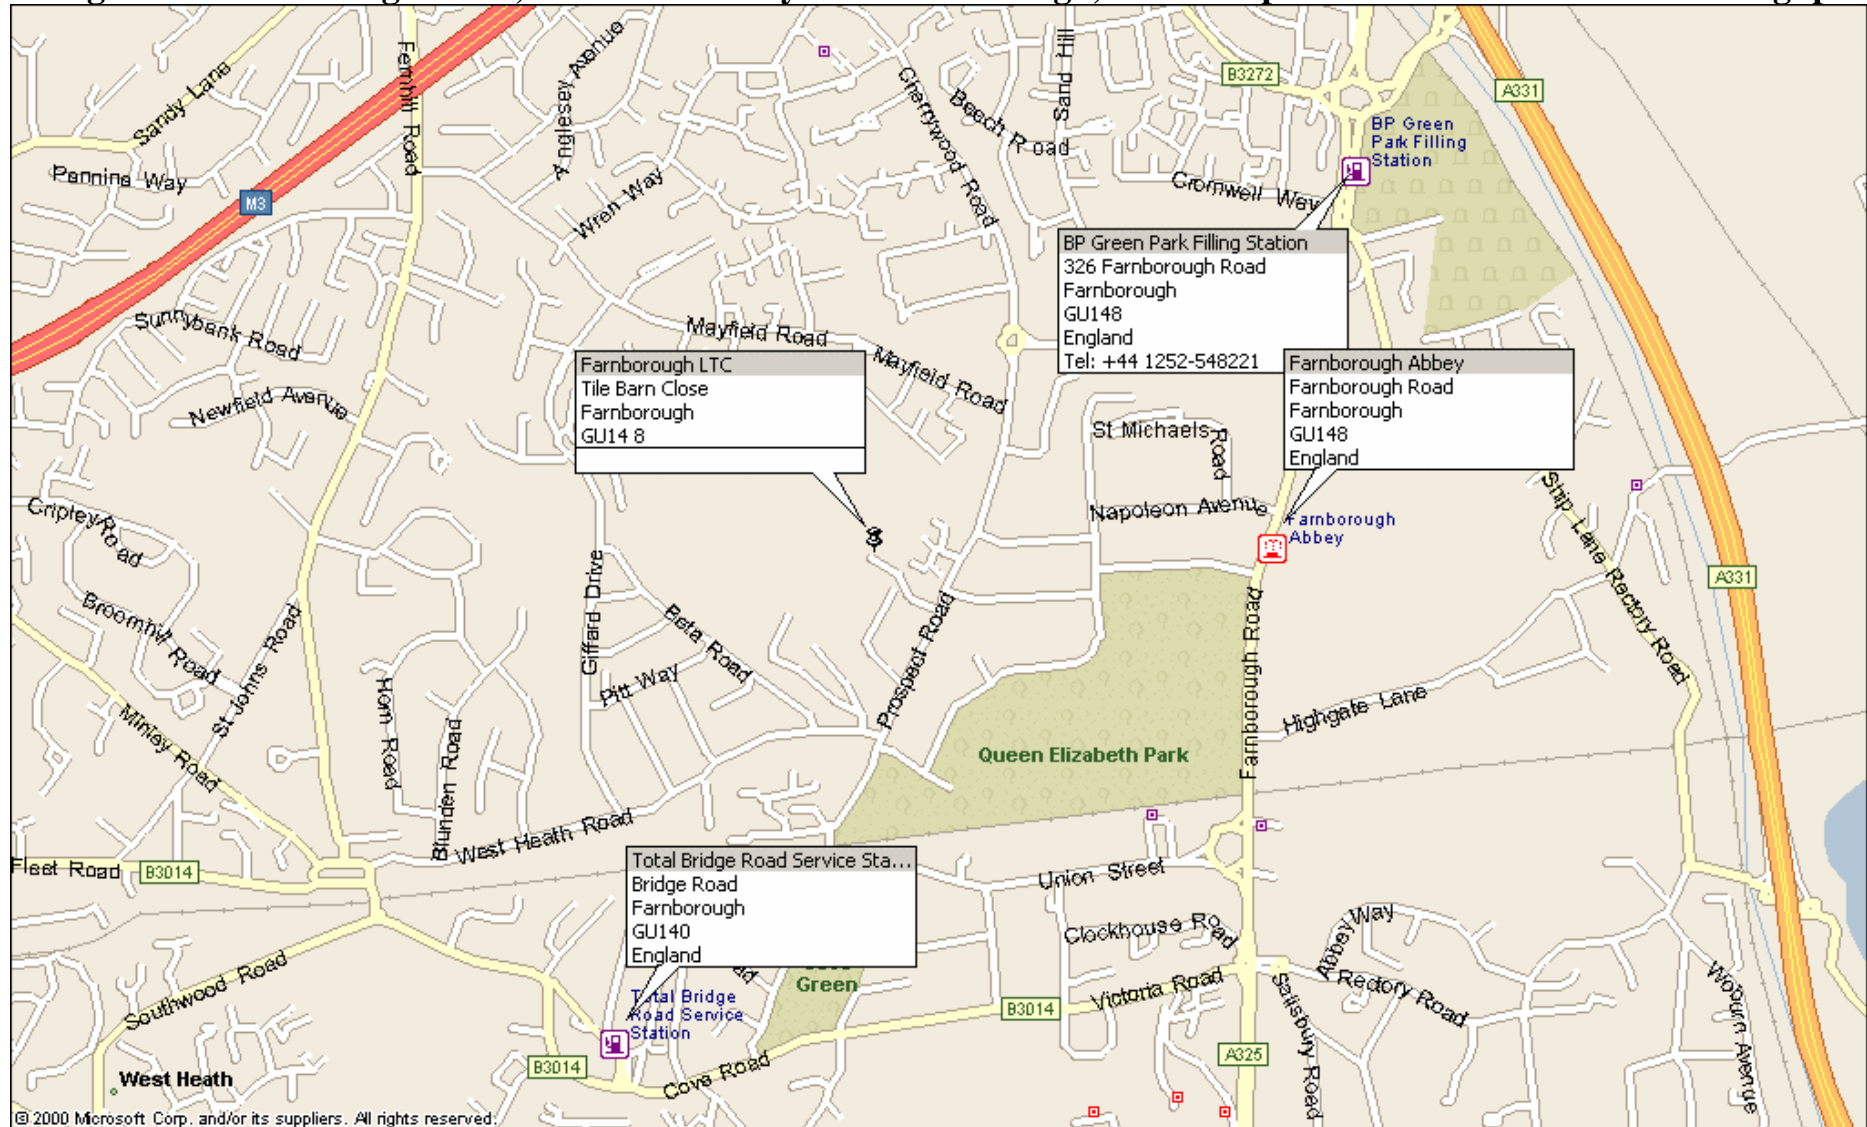 B3272
A331
BP Green
Park Filling
Station
Sandy Lane
Fernhill Road
Anglesey Avenue
Cherrywood Road
Beech Road
Sand Hill
Pennine Way
M3
Wren Way
Cromwell Way
BP Green Park Filling Station
326 Farnborough Road
Farnborough
GU148
England
Tel: +44 1252-548221
Sunnybank Road
Mayfield Road
Mayfield Road
Farnborough LTC
Tile Barn Close
Farnborough
GU14 8
Farnborough Abbey
Farnborough Road
Farnborough
GU148
England
Newfield Avenue
St Michaels Road
Napoleon Avenue
Farnborough
Abbey
Ship Lane
Rectory Road
A331
Cripley Road
Broomhill Road
St Johns Road
Giffard Drive
Beta Road
Pitt Way
Prospect Road
Farnborough Road
Highgate Lane
Horn Road
Blunden Road
Minley Road
Queen Elizabeth Park
West Heath Road
Fleet Road
B3014
Total Bridge Road Service Sta...
Bridge Road
Farnborough
GU140
England
Union Street
Clockhouse Road
Abbey Way
Rectory Road
Victoria Road
B3014
Salisbury Road
Woburn Avenue
Southwood Road
Green
Total Bridge
Road Service
Station
B3014
Cove Road
A325
West Heath
© 2000 Microsoft Corp. and/or its suppliers. All rights reserved.